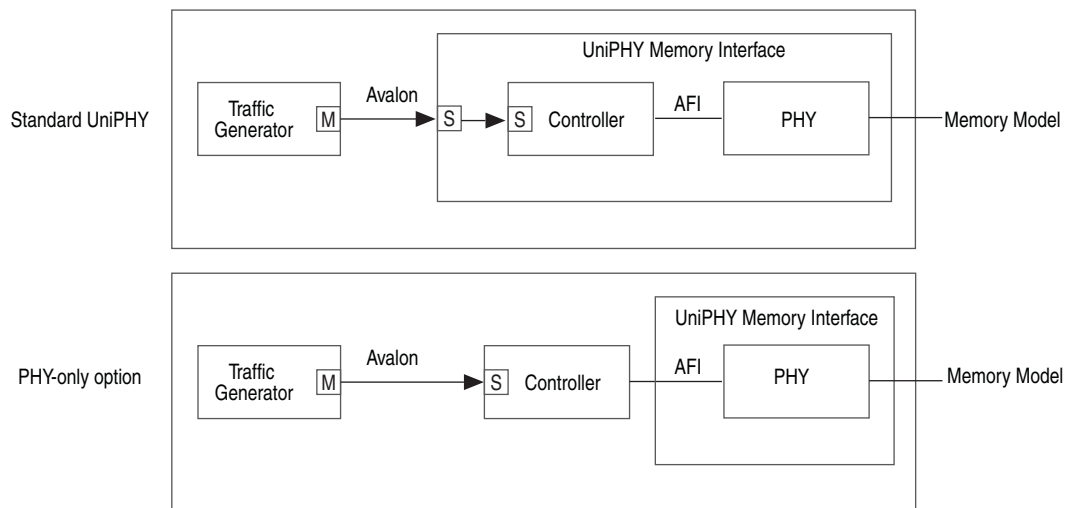 UniPHY Memory Interface
Standard UniPHY
Traffic
Generator
M
Avalon
S
S
Controller
AFI
PHY
Memory Model
UniPHY Memory Interface
PHY-only option
Traffic
Generator
M
Avalon
S
Controller
AFI
PHY
Memory Model